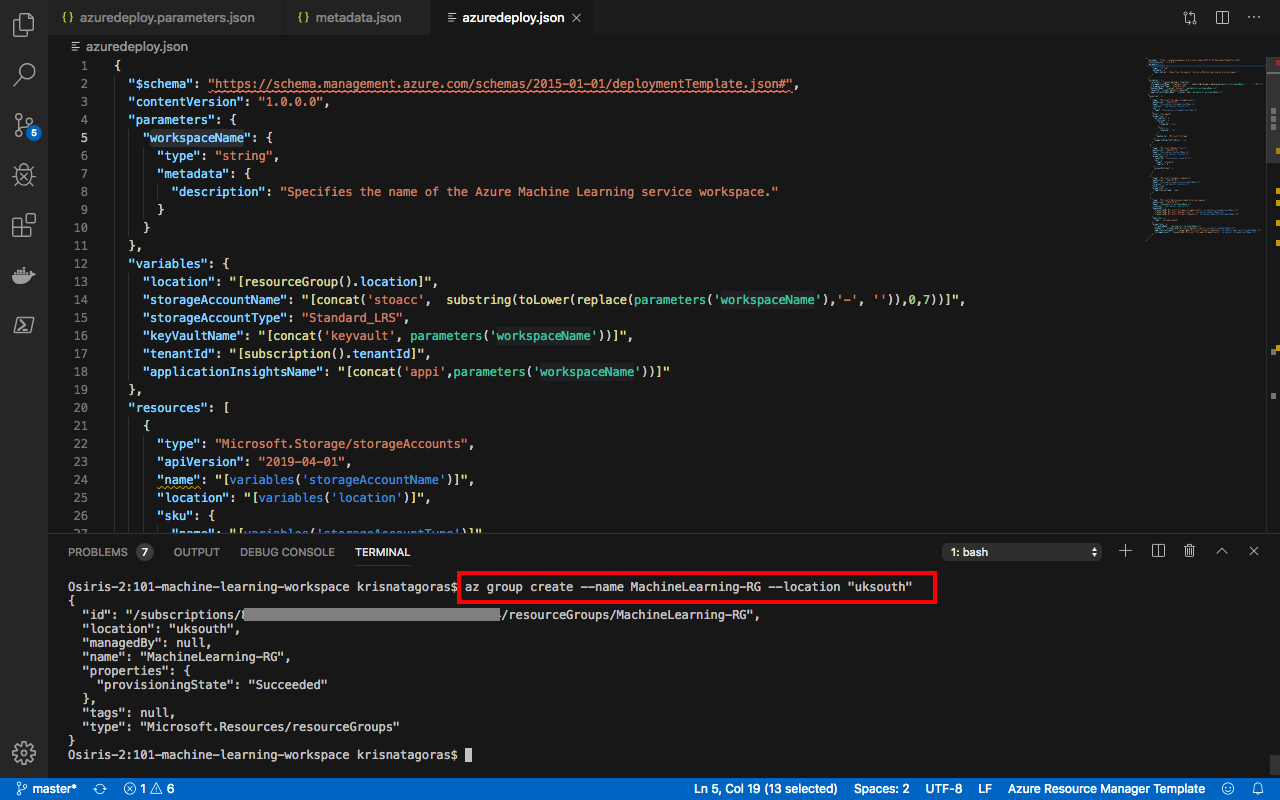 {} azuredeploy.parameters.json
{} metadata.json
azuredeploy.json
azuredeploy.json
1 {
2 "$schema": "https://schema.management.azure.com/schemas/2015-01-01/deploymentTemplate.json#",
3 "contentVersion": "1.0.0.0",
4 "parameters": {
5 "workspaceName": {
6 "type": "string",
7 "metadata": {
8 "description": "Specifies the name of the Azure Machine Learning service workspace."
9 }
10 }
11 },
12 "variables": {
13 "location": "[resourceGroup().location]",
14 "storageAccountName": "[concat('stoacc',  substring(toLower(replace(parameters('workspaceName'),'-', '')),0,7))]",
15 "storageAccountType": "Standard_LRS",
16 "keyVaultName": "[concat('keyvault', parameters('workspaceName'))]",
17 "tenantId": "[subscription().tenantId]",
18 "applicationInsightsName": "[concat('appi',parameters('workspaceName'))]"
19 },
20 "resources": [
21 {
22 "type": "Microsoft.Storage/storageAccounts",
23 "apiVersion": "2019-04-01",
24 "name": "[variables('storageAccountName')]",
25 "location": "[variables('location')]",
26 "sku": {
27 "name": "[variables('storageAccountType')]"
5
PROBLEMS 7 OUTPUT DEBUG CONSOLE TERMINAL 1: bash
Osiris-2:101-machine-learning-workspace krisnatagoras$ az group create --name MachineLearning-RG --location "uksouth"
{
"id": "/subscriptions/8 /resourceGroups/MachineLearning-RG",
"location": "uksouth",
"managedBy": null,
"name": "MachineLearning-RG",
"properties": {
"provisioningState": "Succeeded"
},
"tags": null,
"type": "Microsoft.Resources/resourceGroups"
}
Osiris-2:101-machine-learning-workspace krisnatagoras$
master* 1 6 Ln 5, Col 19 (13 selected) Spaces: 2 UTF-8 LF Azure Resource Manager Template